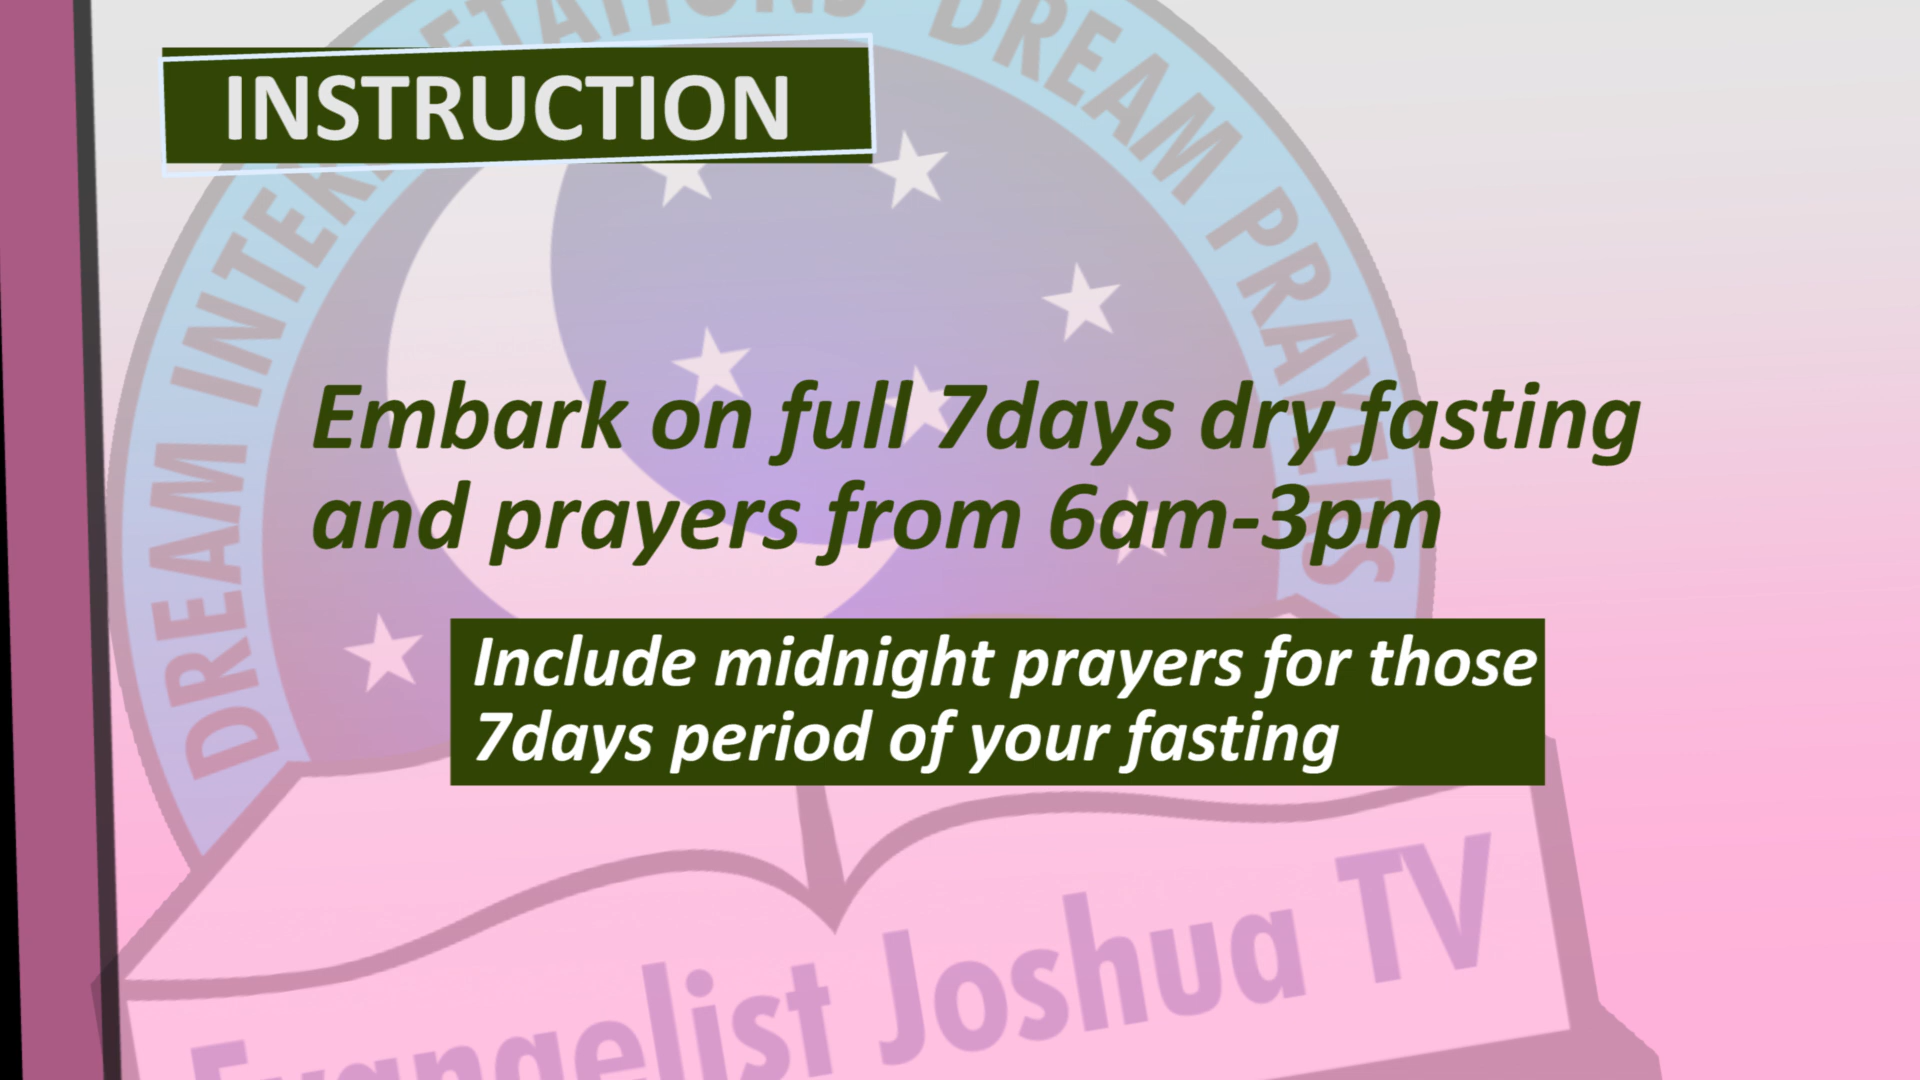 INSTRUCTION
DREAM PRAYERS
Embark on full 7days dry fasting
and prayers from 6am-3pm
Include midnight prayers for those
7days period of your fasting
DREAM
Evangelist Joshua TV